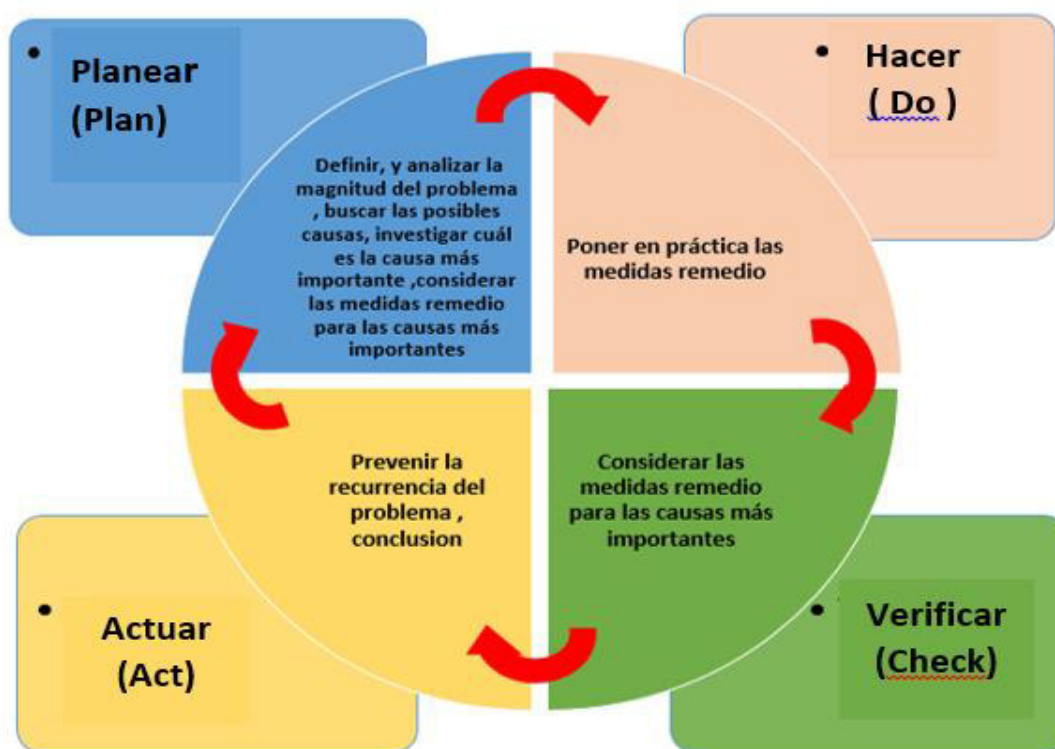 Planear
(Plan)
Hacer
( Do )
Definir, y analizar la
magnitud del problema
, buscar las posibles
causas, investigar cuál
es la causa más
importante ,considerar
las medidas remedio
para las causas más
importantes
Poner en práctica las
medidas remedio
Prevenir la
recurrencia del
problema ,
conclusion
Considerar las
medidas remedio
para las causas más
importantes
Actuar
(Act)
Verificar
(Check)